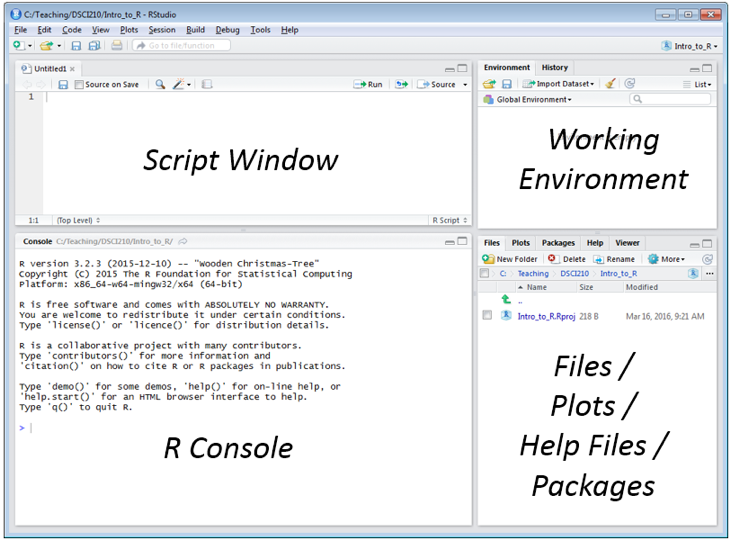 C:/Teaching/DSCI210/Intro_to_R - RStudio
File Edit Code View Plots Session Build Debug Tools Help
Go to file/function
Intro_to_R
Untitled1
Source on Save
Run
Source
1
Script Window
1:1 (Top Level)
R Script
Environment History
Import Dataset
List
Global Environment
Working
Environment
Console C:/Teaching/DSCI210/Intro_to_R/
R version 3.2.3 (2015-12-10) -- "Wooden Christmas-Tree"
Copyright (C) 2015 The R Foundation for Statistical Computing
Platform: x86_64-w64-mingw32/x64 (64-bit)
R is free software and comes with ABSOLUTELY NO WARRANTY.
You are welcome to redistribute it under certain conditions.
Type 'license()' or 'licence()' for distribution details.
R is a collaborative project with many contributors.
Type 'contributors()' for more information and
'citation()' on how to cite R or R packages in publications.
Type 'demo()' for some demos, 'help()' for on-line help, or
'help.start()' for an HTML browser interface to help.
Type 'q()' to quit R.
>
R Console
Files Plots Packages Help Viewer
New Folder Delete Rename More
C: Teaching DSCI210 Intro_to_R ...
Name Size Modified
..
Intro_to_R.Rproj 218 B Mar 16, 2016, 9:21 AM
Files /
Plots /
Help Files /
Packages